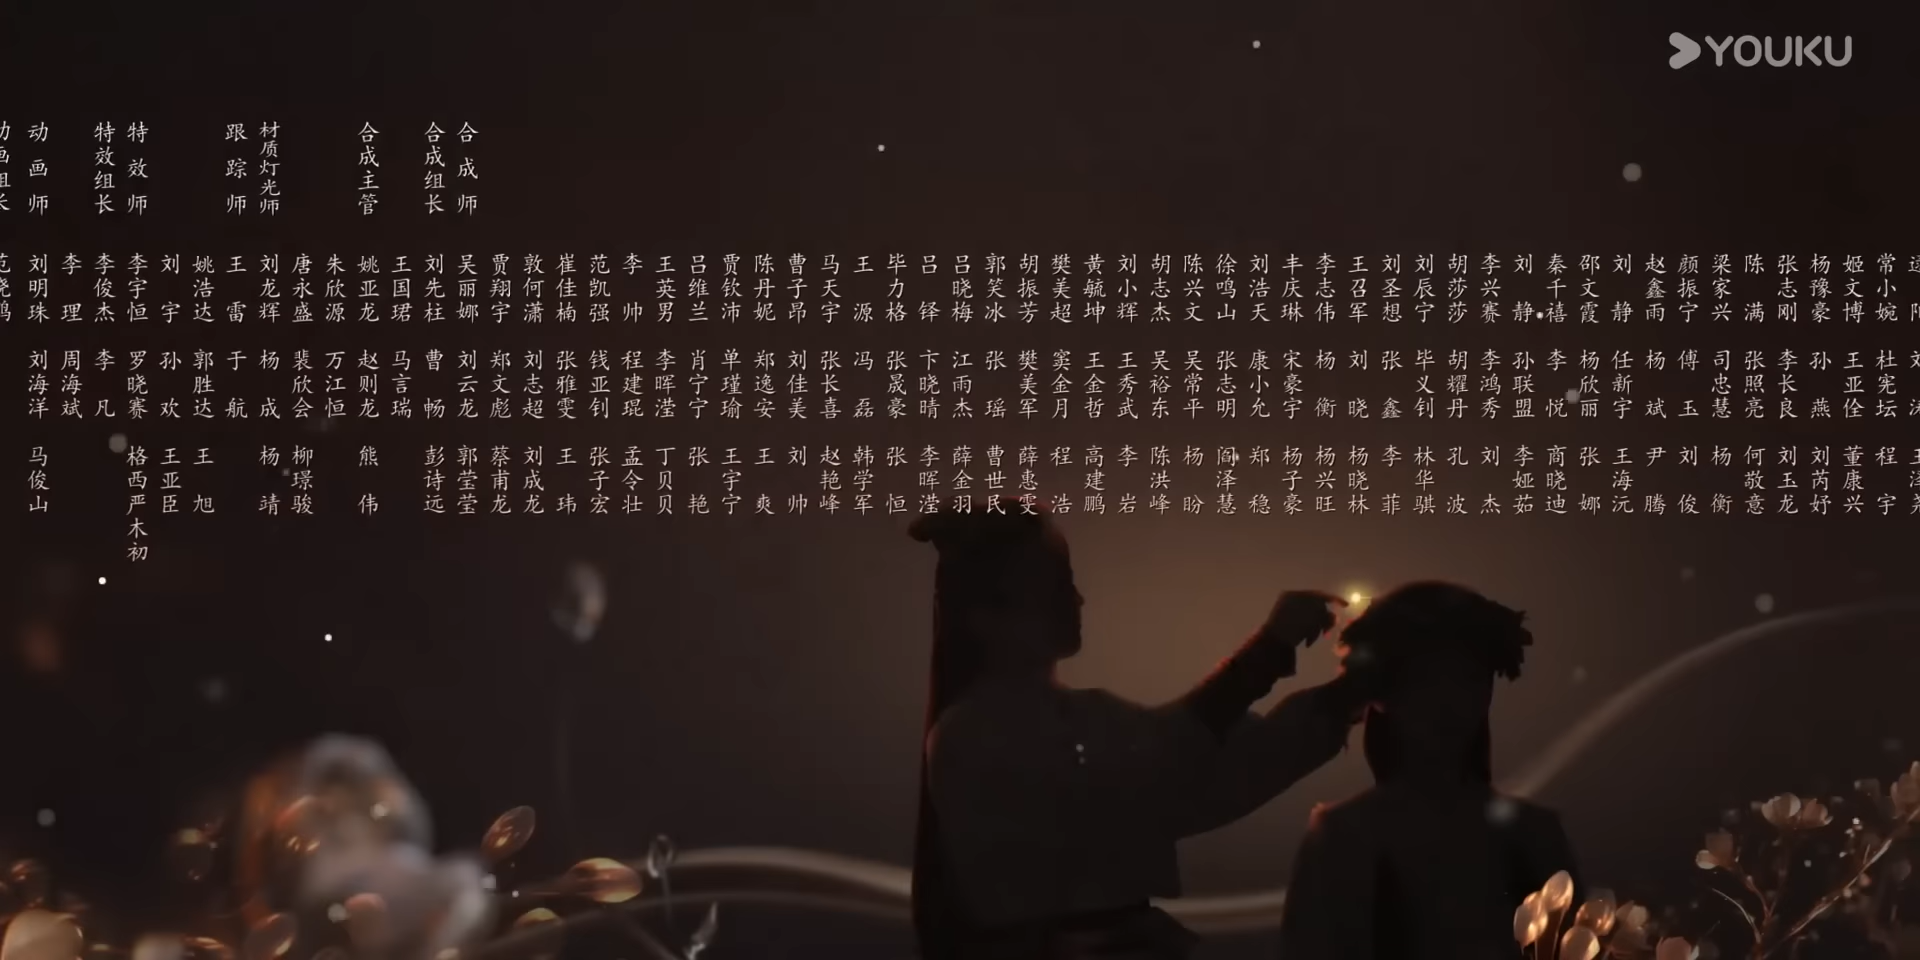 YOUKU
动画师 刘明珠 刘海洋 马俊山
李理 周海斌
特效组长 李俊杰 李凡
特效师 李宇恒 罗晓赛 格西严木初
刘宇 孙欢 王亚臣
姚浩达 郭胜达 王旭
跟踪师 王雷 于航
材质灯光师 刘龙辉 杨成 杨靖
唐永盛 裴欣会 柳璟骏
朱欣源 万江恒
合成主管 姚亚龙 赵则龙 熊伟
王国珺 马言瑞
合成组长 刘先柱 曹畅 彭诗远
合成师 吴丽娜 刘云龙 郭莹莹
贾翔宇 郑文彪 蔡甫龙
敦何潇 刘志超 刘成龙
崔佳楠 张雅雯 王玮
范凯强 钱亚钊 张子宏
李帅 程建琨 孟令壮
王英男 李晖滢 丁贝贝
吕维兰 肖宁宁 张艳
贾钦沛 单瑾瑜 王宇宁
陈丹妮 郑逸安 王爽
曹子昂 刘佳美 刘帅
马天宇 张长喜 赵艳峰
王源 冯磊 韩学军
毕力格 张晟豪 张恒
吕铎 卞晓晴 李晖滢
吕晓梅 江雨杰 薛金羽
郭笑冰 张瑶 曹世民
胡振芳 樊美军 薛惠雯
樊美超 窦金月 程浩
黄毓坤 王金哲 高建鹏
刘小辉 王秀武 李岩
胡志杰 吴裕东 陈洪峰
陈兴文 吴常平 杨盼
徐鸣山 张志明 阎泽慧
刘浩天 康小允 郑稳
丰庆琳 宋豪宇 杨子豪
李志伟 杨衡 杨兴旺
王召军 刘晓 杨晓林
刘圣想 张鑫 李菲
刘辰宁 毕义钊 林华骐
胡莎莎 胡耀丹 孔波
李兴赛 李鸿秀 刘杰
刘静 孙联盟 李娅茹
秦千禧 李悦 商晓迪
邵文霞 杨欣丽 张娜
刘静 任新宇 王海沅
赵鑫雨 杨斌 尹腾
颜振宁 傅玉 刘俊
梁家兴 司忠慧 杨衡
陈满 张照亮 何敬意
张志刚 李长良 刘玉龙
杨豫豪 孙燕 刘芮妤
姬文博 王亚佺 董康兴
常小婉 杜宪坛 程宇